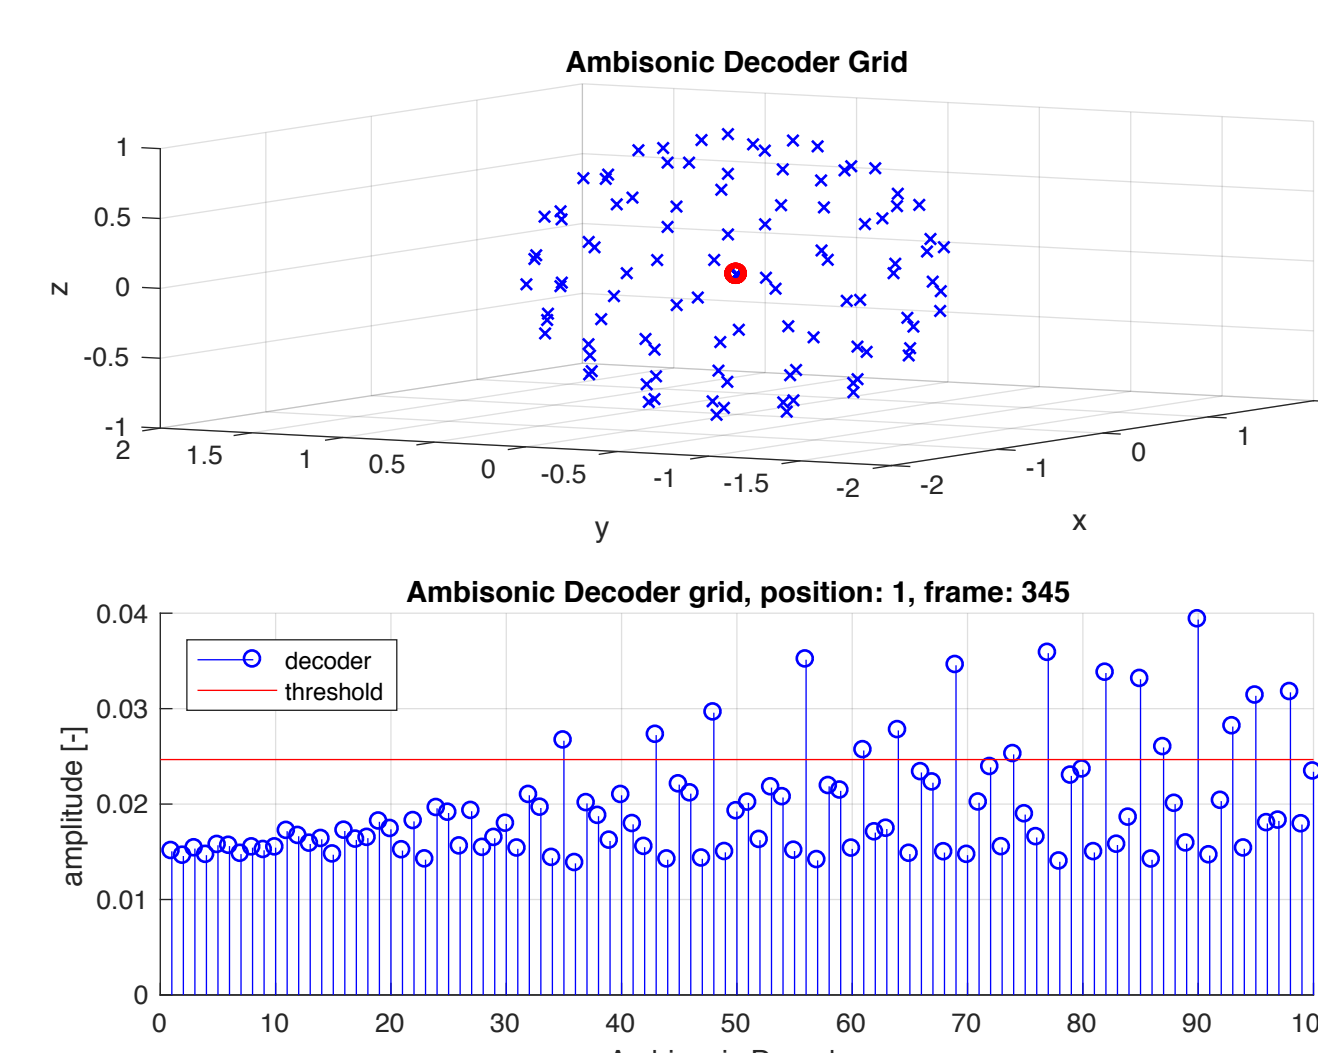 Ambisonic Decoder Grid
1
0.5
0
-0.5
-1
z
2
1.5
1
0.5
0
-0.5
-1
-1.5
-2
y
-2
-1
0
1
x
Ambisonic Decoder grid, position: 1, frame: 345
decoder
threshold
0.04
0.03
0.02
0.01
0
amplitude [-]
0 10 20 30 40 50 60 70 80 90 10